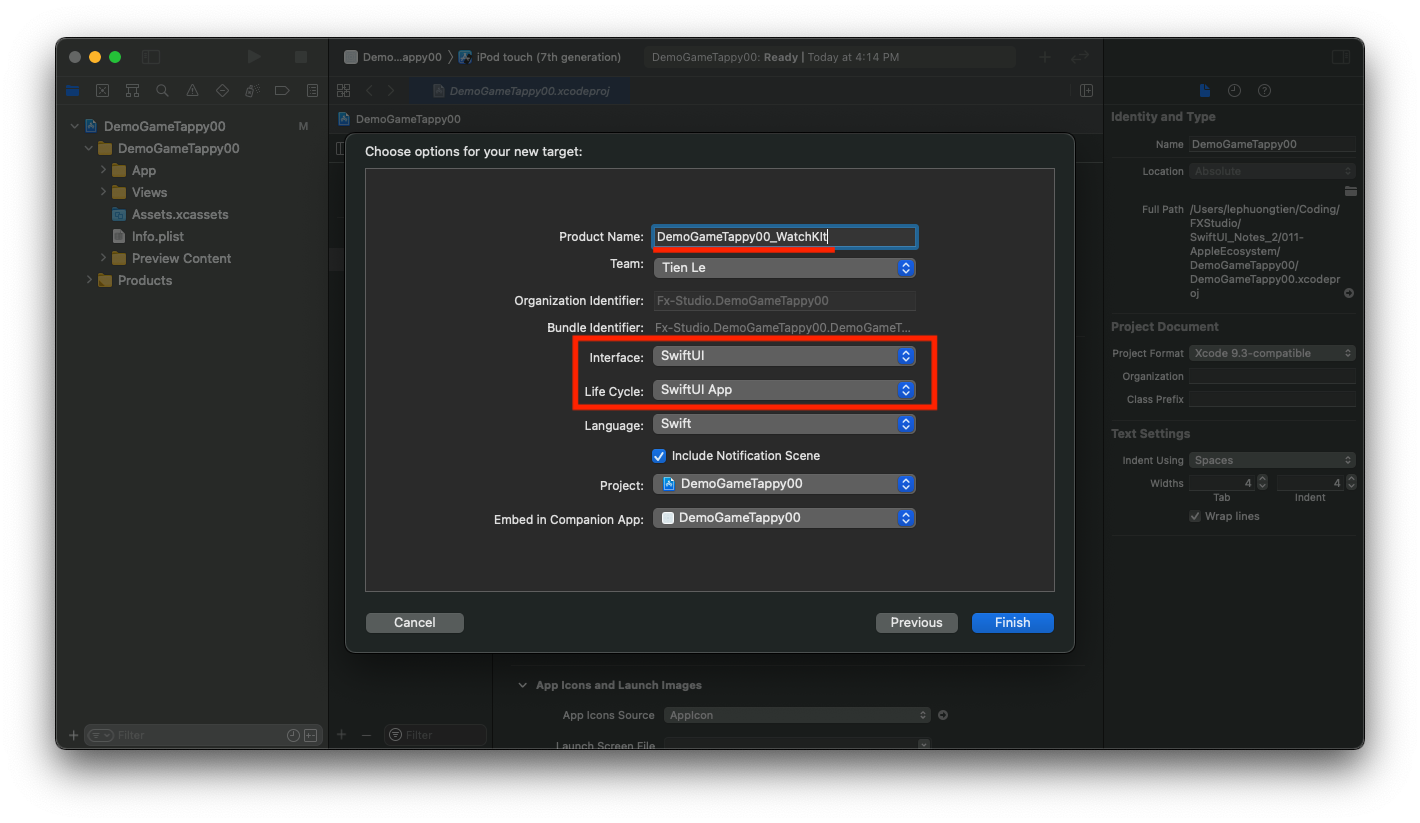 Demo...appy00 〉 iPod touch (7th generation)
DemoGameTappy00: Ready | Today at 4:14 PM
DemoGameTappy00.xcodeproj
DemoGameTappy00
DemoGameTappy00 M
DemoGameTappy00
App
Views
Assets.xcassets
Info.plist
Preview Content
Products
Filter
Choose options for your new target:
Product Name: DemoGameTappy00_WatchKIt
Team: Tien Le
Organization Identifier: Fx-Studio.DemoGameTappy00
Bundle Identifier: Fx-Studio.DemoGameTappy00.DemoGameT...
Interface: SwiftUI
Life Cycle: SwiftUI App
Language: Swift
Include Notification Scene
Project: DemoGameTappy00
Embed in Companion App: DemoGameTappy00
Cancel
Previous
Finish
App Icons and Launch Images
App Icons Source AppIcon
Launch Screen File
Filter
Identity and Type
Name DemoGameTappy00
Location Absolute
Full Path /Users/lephuongtien/Coding/
FXStudio/
SwiftUI_Notes_2/011-
AppleEcosystem/
DemoGameTappy00/
DemoGameTappy00.xcodepr
oj
Project Document
Project Format Xcode 9.3-compatible
Organization
Class Prefix
Text Settings
Indent Using Spaces
Widths 4 4
Tab Indent
Wrap lines